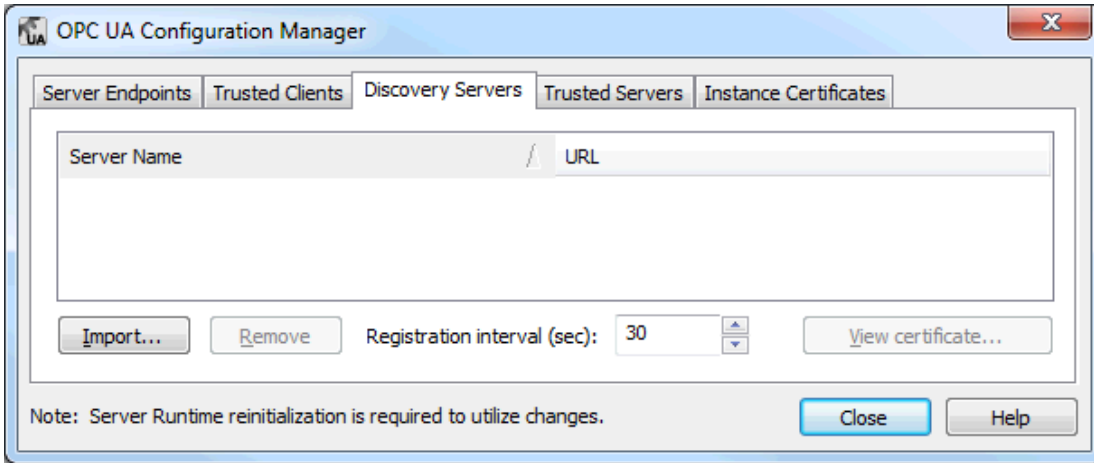 UA OPC UA Configuration Manager
Server Endpoints Trusted Clients Discovery Servers Trusted Servers Instance Certificates
Server Name URL
Import... Remove Registration interval (sec): 30 View certificate...
Note: Server Runtime reinitialization is required to utilize changes. Close Help